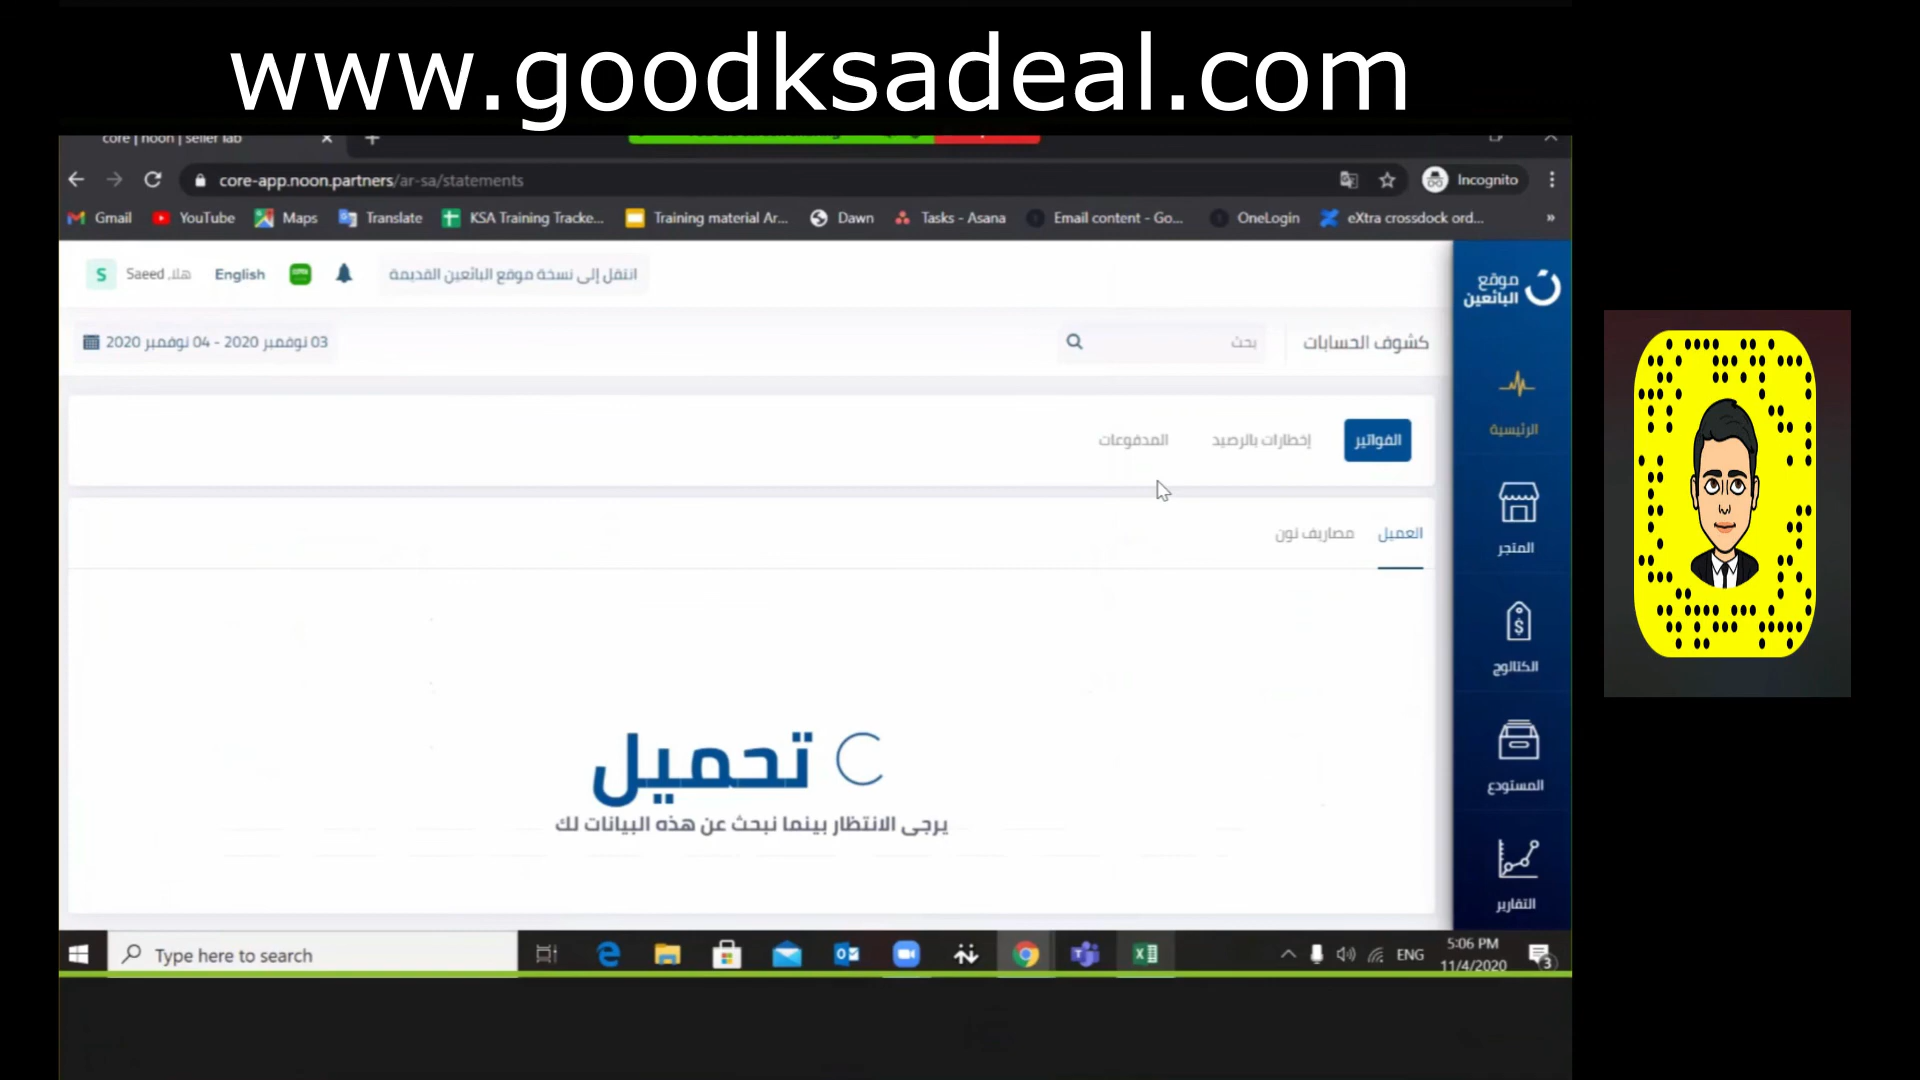 www.goodksadeal.com
core | noon | seller lab
core-app.noon.partners/ar-sa/statements
Incognito
Gmail
YouTube
Maps
Translate
KSA Training Tracke...
Training material Ar...
Dawn
Tasks - Asana
Email content - Go...
OneLogin
eXtra crossdock ord...
»
موقع
البائعين
انتقل إلى نسخة موقع البائعين القديمة
English
هلا, Saeed
S
كشوف الحسابات
بحث
03 نوفمبر 2020 - 04 نوفمبر 2020
الرئيسية
المتجر
الكتالوج
المستودع
التقارير
الفواتير
إخطارات بالرصيد
المدفوعات
العميل
مصاريف نون
تحميل
يرجى الانتظار بينما نبحث عن هذه البيانات لك
Type here to search
ENG
5:06 PM
11/4/2020
3